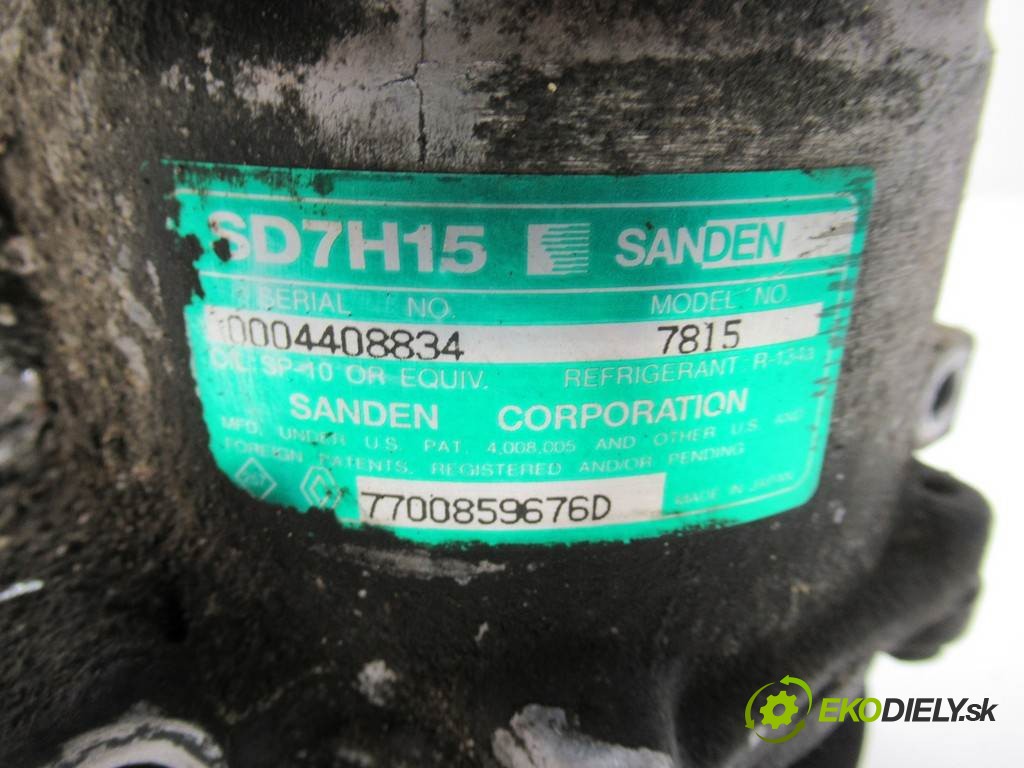 SD7H15 SANDEN
SERIAL NO. MODEL NO.
0004408834 7815
OIL SP-10 OR EQUIV. REFRIGERANT R-134a
SANDEN CORPORATION
MFD. UNDER U.S. PAT. 4,008,005 AND OTHER U.S. AND
FOREIGN PATENTS, REGISTERED AND/OR PENDING
7700859676D MADE IN JAPAN
EKODIELY.sk